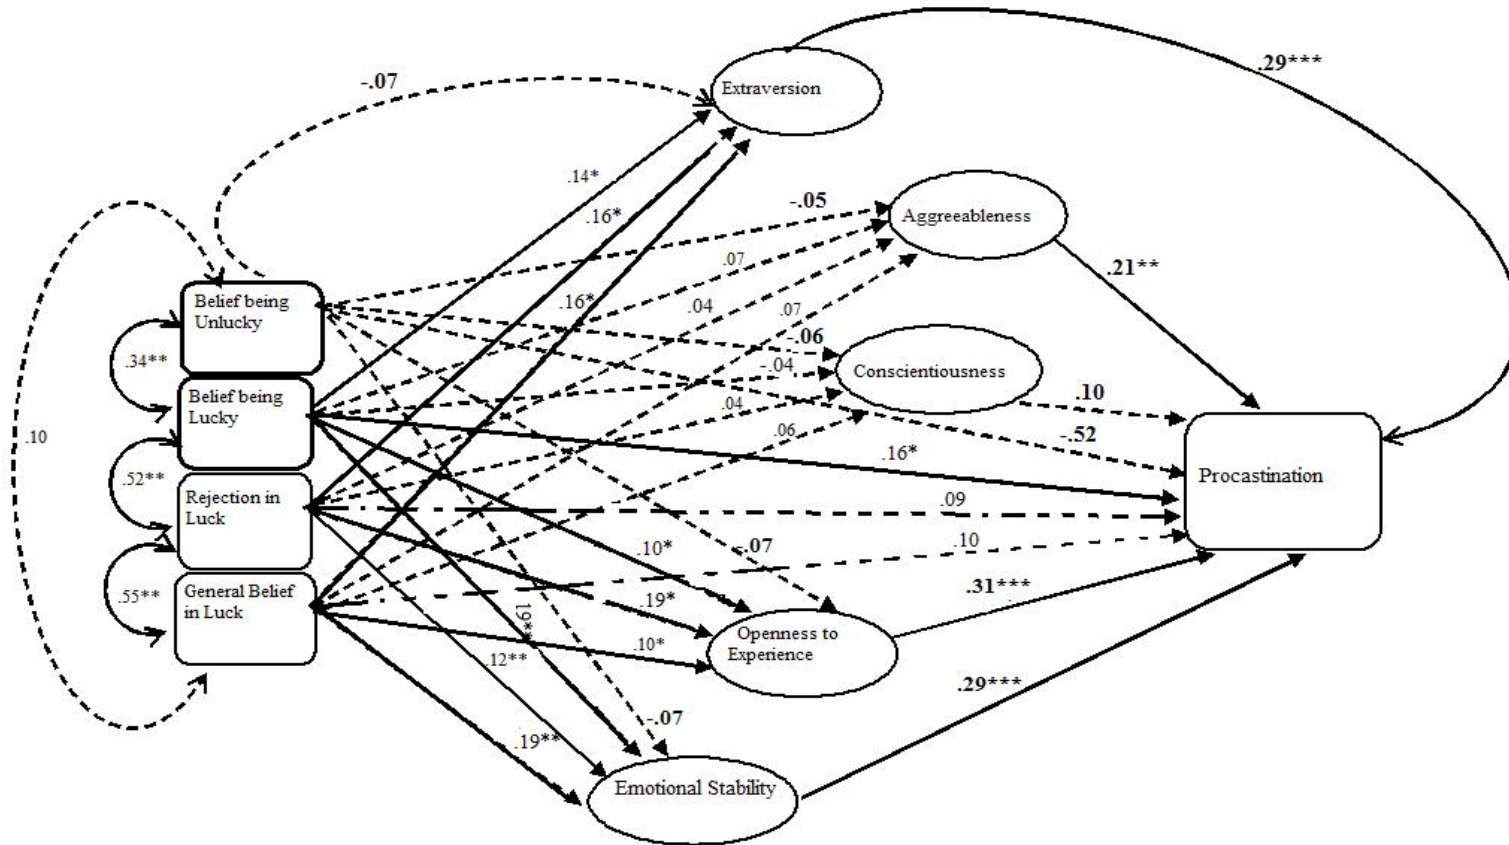 Extraversion
.29***
-.07
.14*
.16*
-.05
Aggreeableness
.07
.16*
.04
.07
.21**
Belief being
Unlucky
-.06
.34**
-.04
Conscientiousness
.10
Belief being
Lucky
.04
.06
-.52
.10
.16*
Procastination
.52**
Rejection in
Luck
.09
.10
.10*
-.07
.55**
General Belief
in Luck
.19*
.31***
.19**
Openness to
Experience
.12**
.10*
.29***
-.07
.19**
Emotional Stability